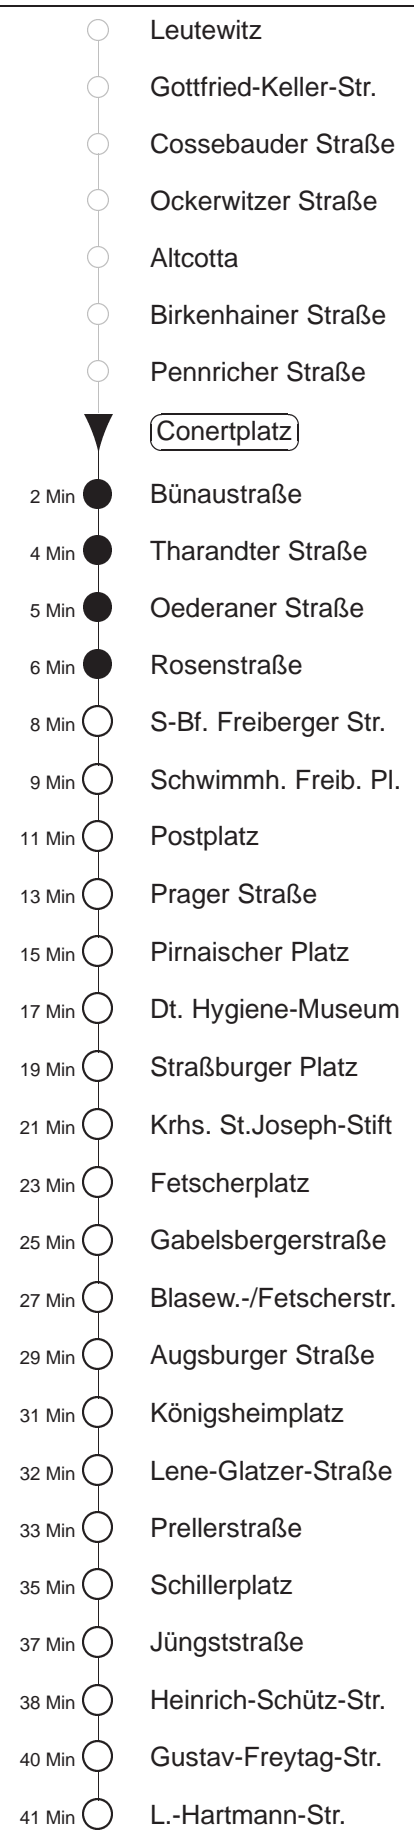 Leutewitz
Gottfried-Keller-Str.
Cossebauder Straße
Ockerwitzer Straße
Altcotta
Birkenhainer Straße
Pennricher Straße
Conertplatz
2 Min Bünaustraße
4 Min Tharandter Straße
5 Min Oederaner Straße
6 Min Rosenstraße
8 Min S-Bf. Freiberger Str.
9 Min Schwimmh. Freib. Pl.
11 Min Postplatz
13 Min Prager Straße
15 Min Pirnaischer Platz
17 Min Dt. Hygiene-Museum
19 Min Straßburger Platz
21 Min Krhs. St.Joseph-Stift
23 Min Fetscherplatz
25 Min Gabelsbergerstraße
27 Min Blasew.-/Fetscherstr.
29 Min Augsburger Straße
31 Min Königsheimplatz
32 Min Lene-Glatzer-Straße
33 Min Prellerstraße
35 Min Schillerplatz
37 Min Jüngststraße
38 Min Heinrich-Schütz-Str.
40 Min Gustav-Freytag-Str.
41 Min L.-Hartmann-Str.